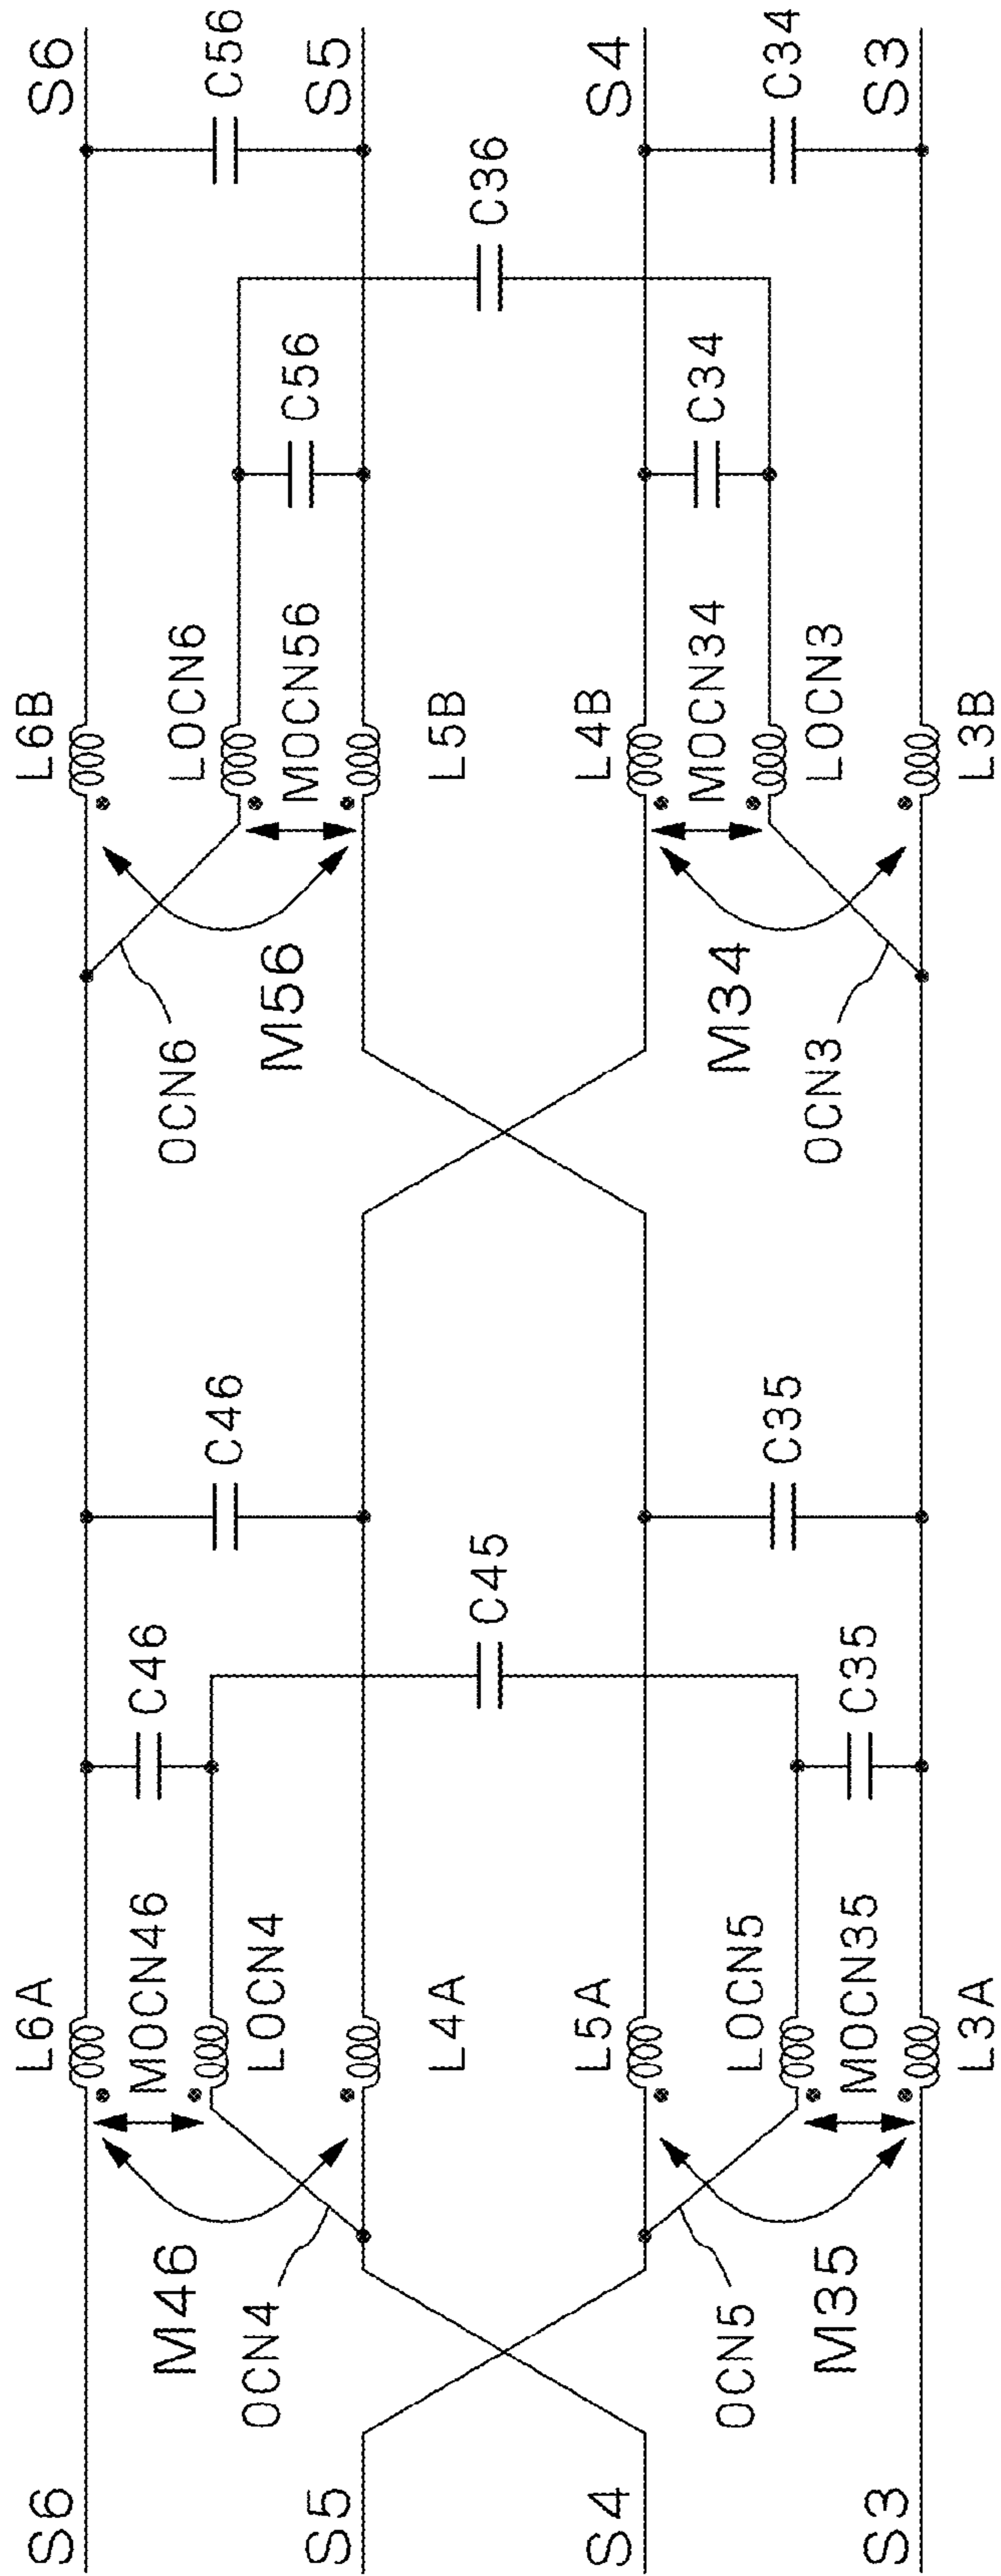 S6
C56
S5
S4
C34
S3
C36
C56
C34
L6B
LOCN6
MOCN56
L5B
L4B
MOCN34
LOCN3
L3B
M56
M34
OCN6
OCN3
C46
C35
C45
C46
C35
L6A
MOCN46
LOCN4
L4A
L5A
LOCN5
MOCN35
L3A
M46
OCN4
OCN5
M35
S6
S5
S4
S3